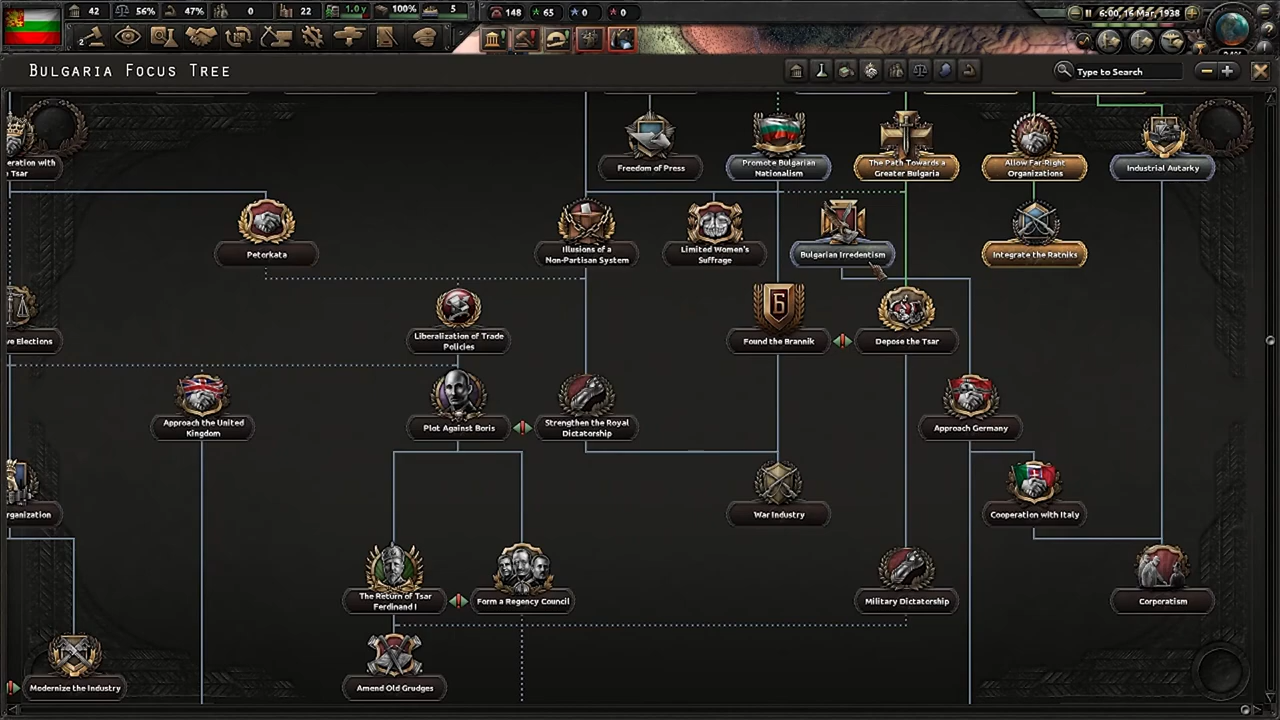 42 56% 47% 0 22 1.0y 100% 5 148 65 0 0 6:00, 16 Mar, 1938
2
Bulgaria Focus Tree
Type to Search
eration with
Tsar
Freedom of Press
Promote Bulgarian
Nationalism
The Path Towards a
Greater Bulgaria
Allow Far-Right
Organizations
Industrial Autarky
Petorkata
Illusions of a
Non-Partisan System
Limited Women's
Suffrage
Bulgarian Irredentism
Integrate the Ratniks
ve Elections
Liberalization of Trade
Policies
Б
Found the Brannik
Depose the Tsar
Approach the United
Kingdom
Plot Against Boris
Strengthen the Royal
Dictatorship
Approach Germany
rganization
War Industry
Cooperation with Italy
The Return of Tsar
Ferdinand I
Form a Regency Council
Military Dictatorship
Corporatism
Modernize the Industry
Amend Old Grudges